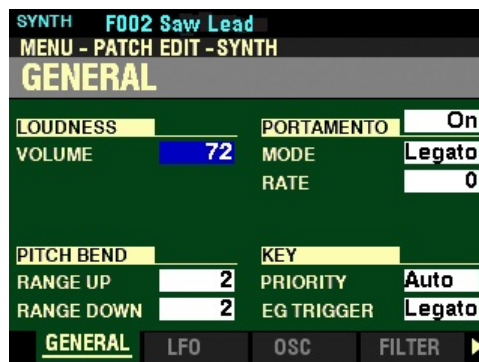 SYNTH F002 Saw Lead
MENU - PATCH EDIT - SYNTH
GENERAL
LOUDNESS
VOLUME 72
PORTAMENTO On
MODE Legato
RATE 0
PITCH BEND
RANGE UP 2
RANGE DOWN 2
KEY
PRIORITY Auto
EG TRIGGER Legato
GENERAL LFO OSC FILTER